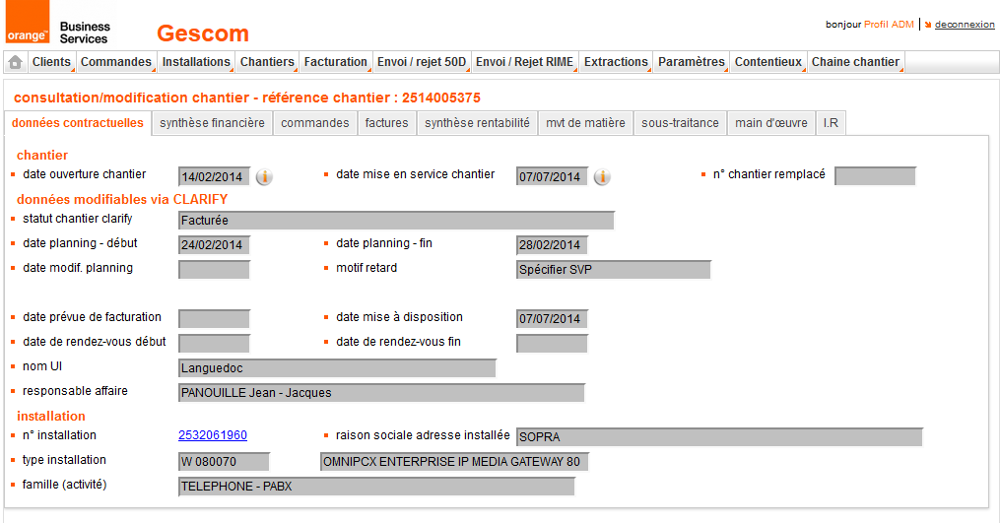 orange™ Business Services
Gescom
bonjour Profil ADM | déconnexion
Clients Commandes Installations Chantiers Facturation Envoi / rejet 50D Envoi / Rejet RIME Extractions Paramètres Contentieux Chaine chantier
consultation/modification chantier - référence chantier : 2514005375
données contractuelles synthèse financière commandes factures synthèse rentabilité mvt de matière sous-traitance main d'œuvre I.R
chantier
date ouverture chantier 14/02/2014 date mise en service chantier 07/07/2014 n° chantier remplacé
données modifiables via CLARIFY
statut chantier clarify Facturée
date planning - début 24/02/2014 date planning - fin 28/02/2014
date modif. planning motif retard Spécifier SVP
date prévue de facturation date mise à disposition 07/07/2014
date de rendez-vous début date de rendez-vous fin
nom UI Languedoc
responsable affaire PANOUILLE Jean - Jacques
installation
n° installation 2532061960 raison sociale adresse installée SOPRA
type installation W 080070 OMNIPCX ENTERPRISE IP MEDIA GATEWAY 80
famille (activité) TELEPHONE - PABX